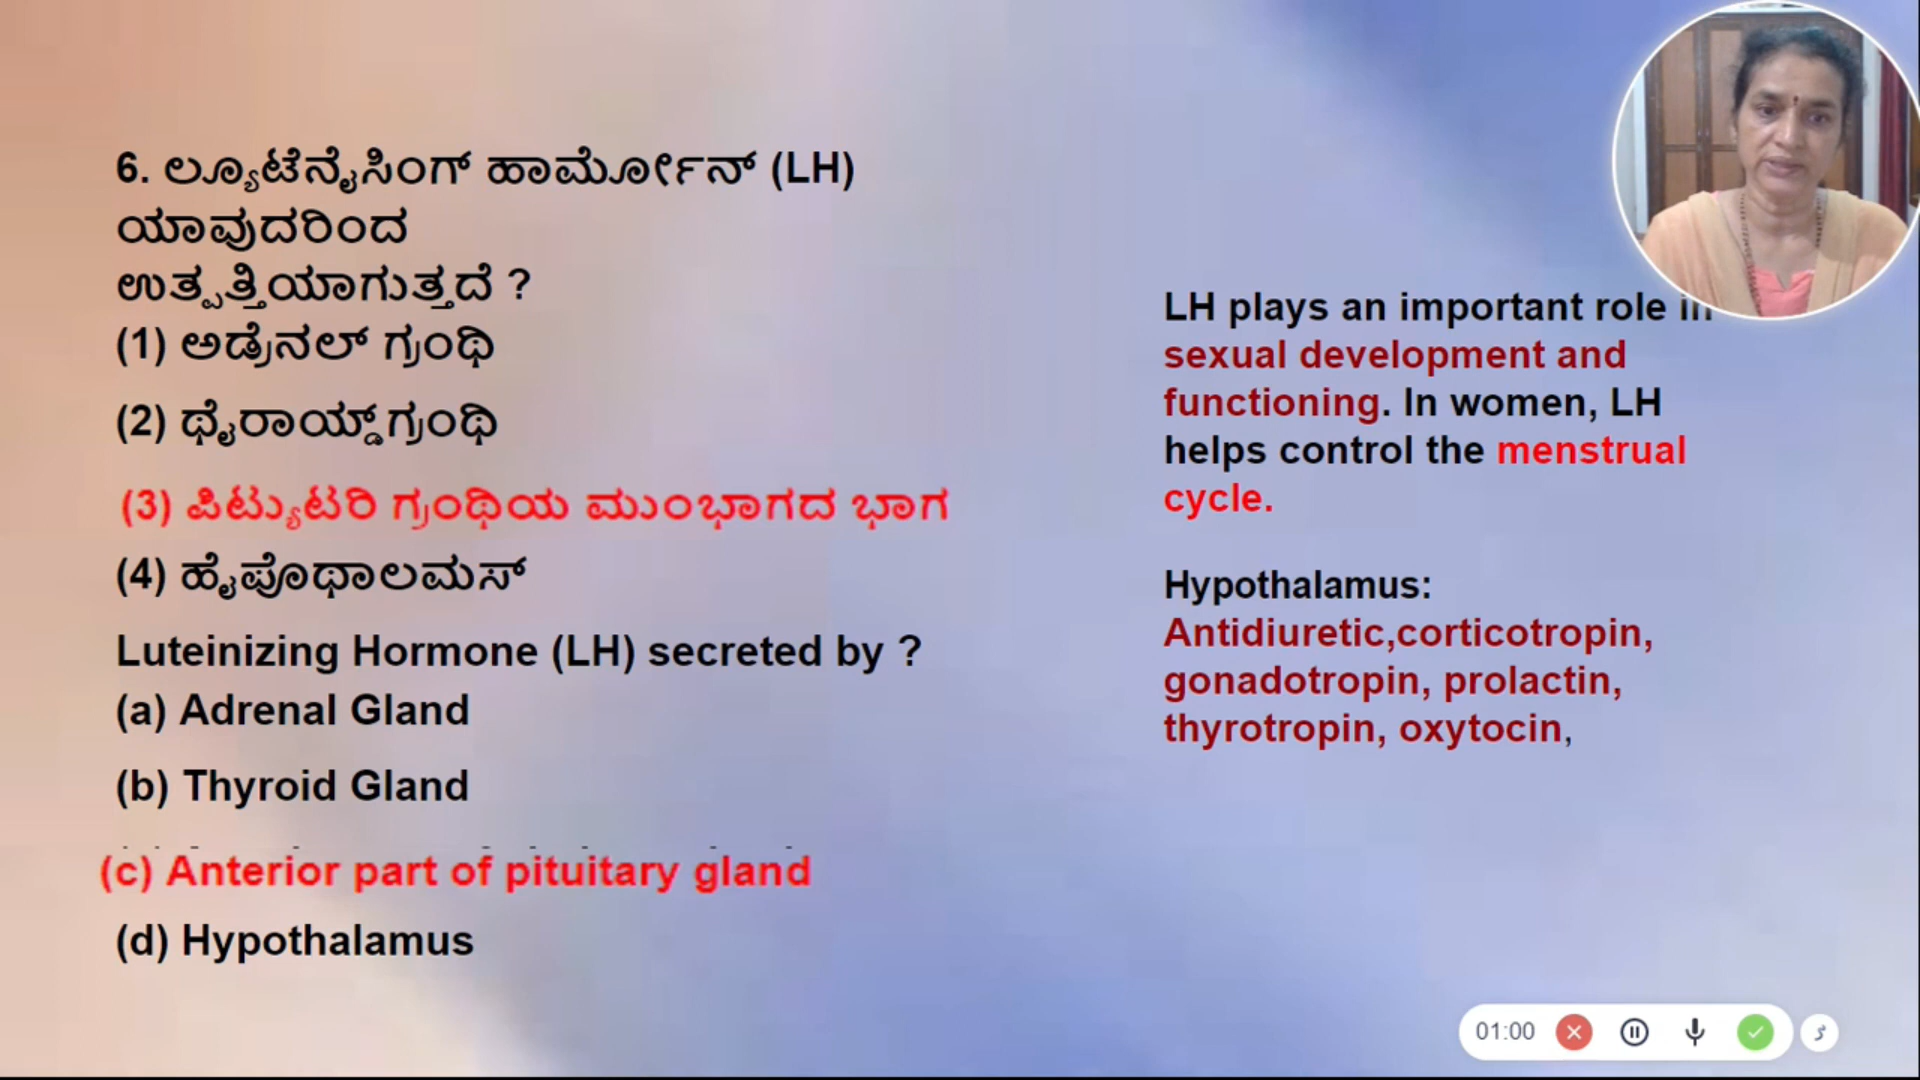 6. ಲ್ಯೂಟೆನೈಸಿಂಗ್ ಹಾರ್ಮೋನ್ (LH)
ಯಾವುದರಿಂದ
ಉತ್ಪತ್ತಿಯಾಗುತ್ತದೆ ?
(1) ಅಡ್ರೆನಲ್ ಗ್ರಂಥಿ
(2) ಥೈರಾಯ್ಡ್‌ಗ್ರಂಥಿ
(3) ಪಿಟ್ಯುಟರಿ ಗ್ರಂಥಿಯ ಮುಂಭಾಗದ ಭಾಗ
(4) ಹೈಪೊಥಾಲಮಸ್
Luteinizing Hormone (LH) secreted by ?
(a) Adrenal Gland
(b) Thyroid Gland
(c) Anterior part of pituitary gland
(d) Hypothalamus
LH plays an important role in
sexual development and
functioning. In women, LH
helps control the menstrual
cycle.
Hypothalamus:
Antidiuretic,corticotropin,
gonadotropin, prolactin,
thyrotropin, oxytocin,
01:00